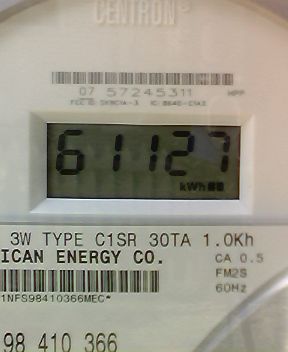 CENTRON®
07 57245311 MPP
61127
kWh
3W TYPE C1SR 30TA 1.0Kh
ICAN ENERGY CO. CA 0.5
FM2S
60Hz
1NFS98410366MEC*
98 410 366